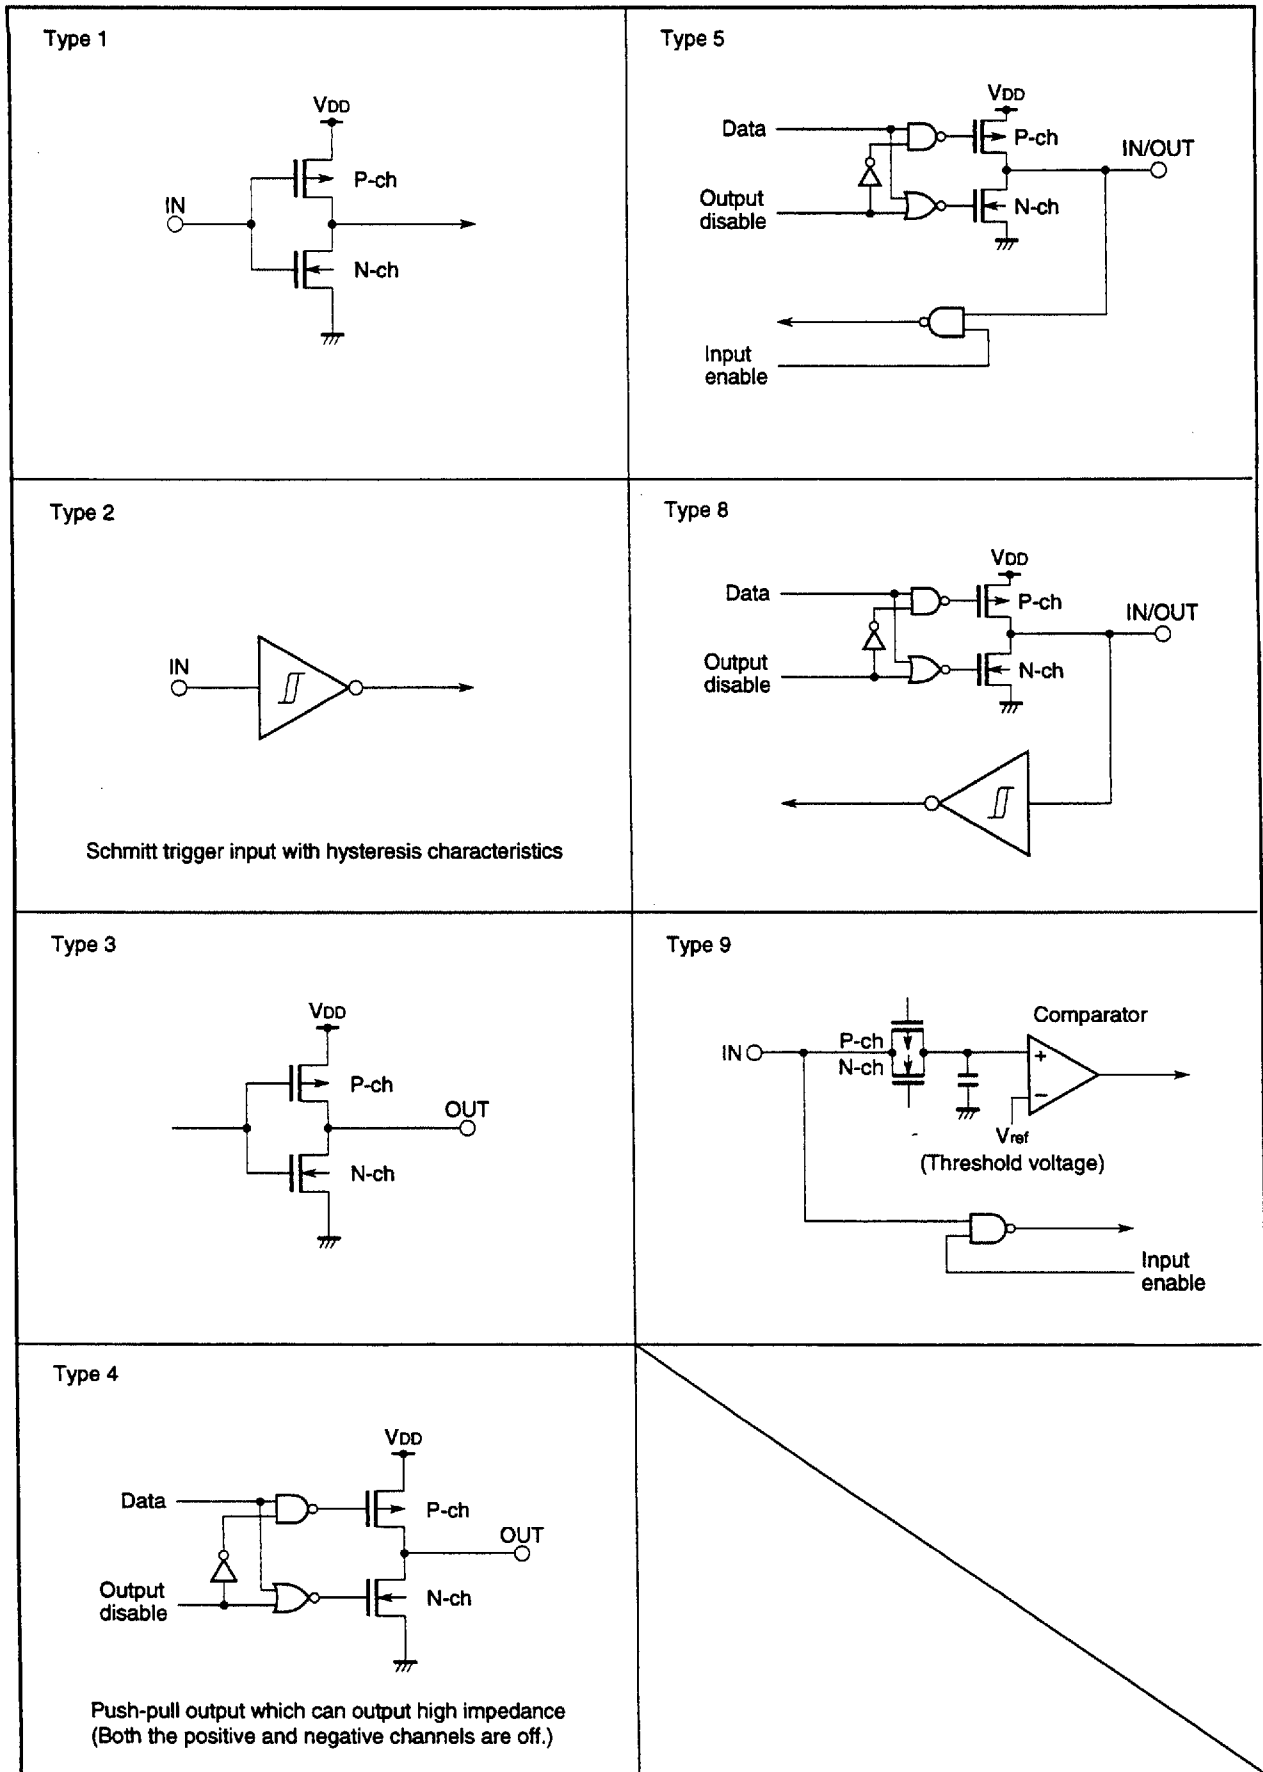 Type 1
VDD
P-ch
IN
N-ch
Type 5
VDD
Data
P-ch
IN/OUT
Output
disable
N-ch
Input
enable
Type 2
IN
Schmitt trigger input with hysteresis characteristics
Type 8
VDD
Data
P-ch
IN/OUT
Output
disable
N-ch
Type 3
VDD
P-ch
OUT
N-ch
Type 9
Comparator
P-ch
IN
N-ch
+
−
Vref
(Threshold voltage)
Input
enable
Type 4
VDD
Data
P-ch
OUT
Output
disable
N-ch
Push-pull output which can output high impedance
(Both the positive and negative channels are off.)